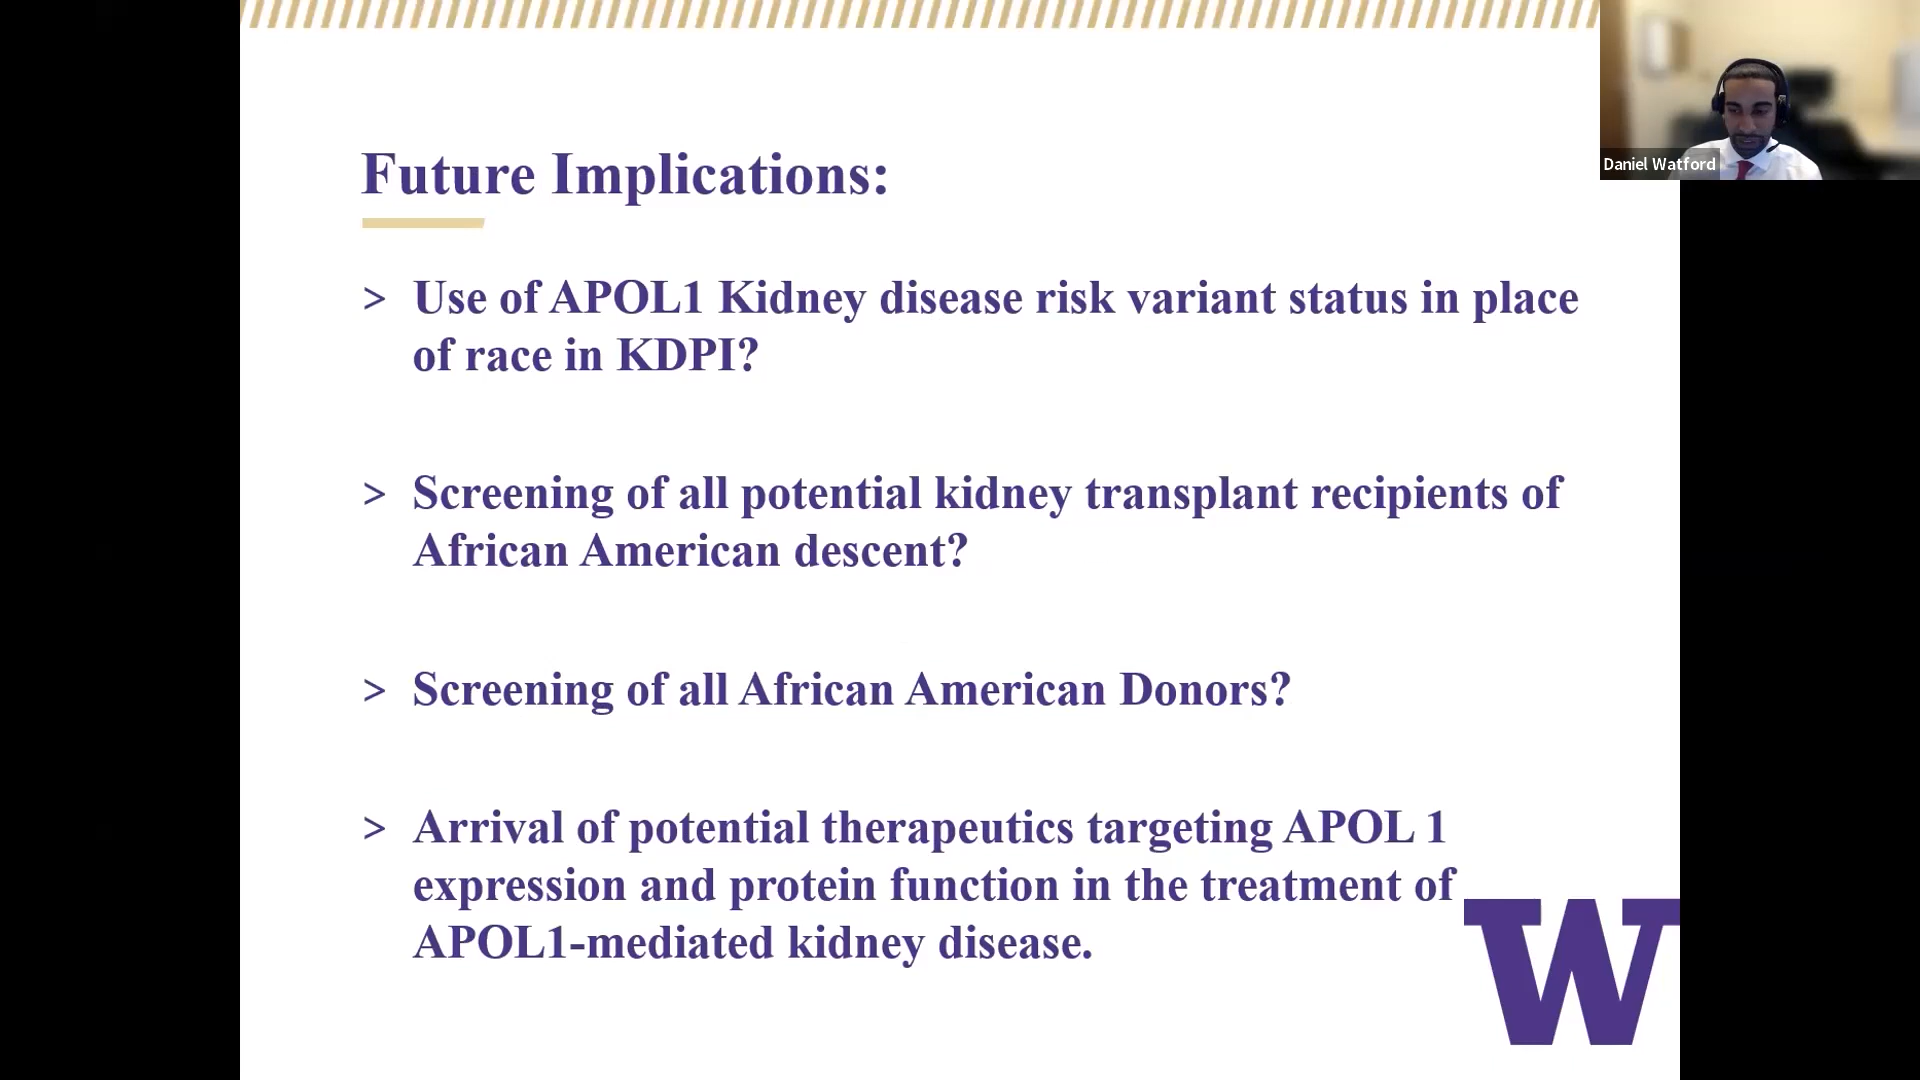 Daniel Watford
Future Implications:
> Use of APOL1 Kidney disease risk variant status in place
of race in KDPI?
> Screening of all potential kidney transplant recipients of
African American descent?
> Screening of all African American Donors?
> Arrival of potential therapeutics targeting APOL 1
expression and protein function in the treatment of
APOL1-mediated kidney disease.
W